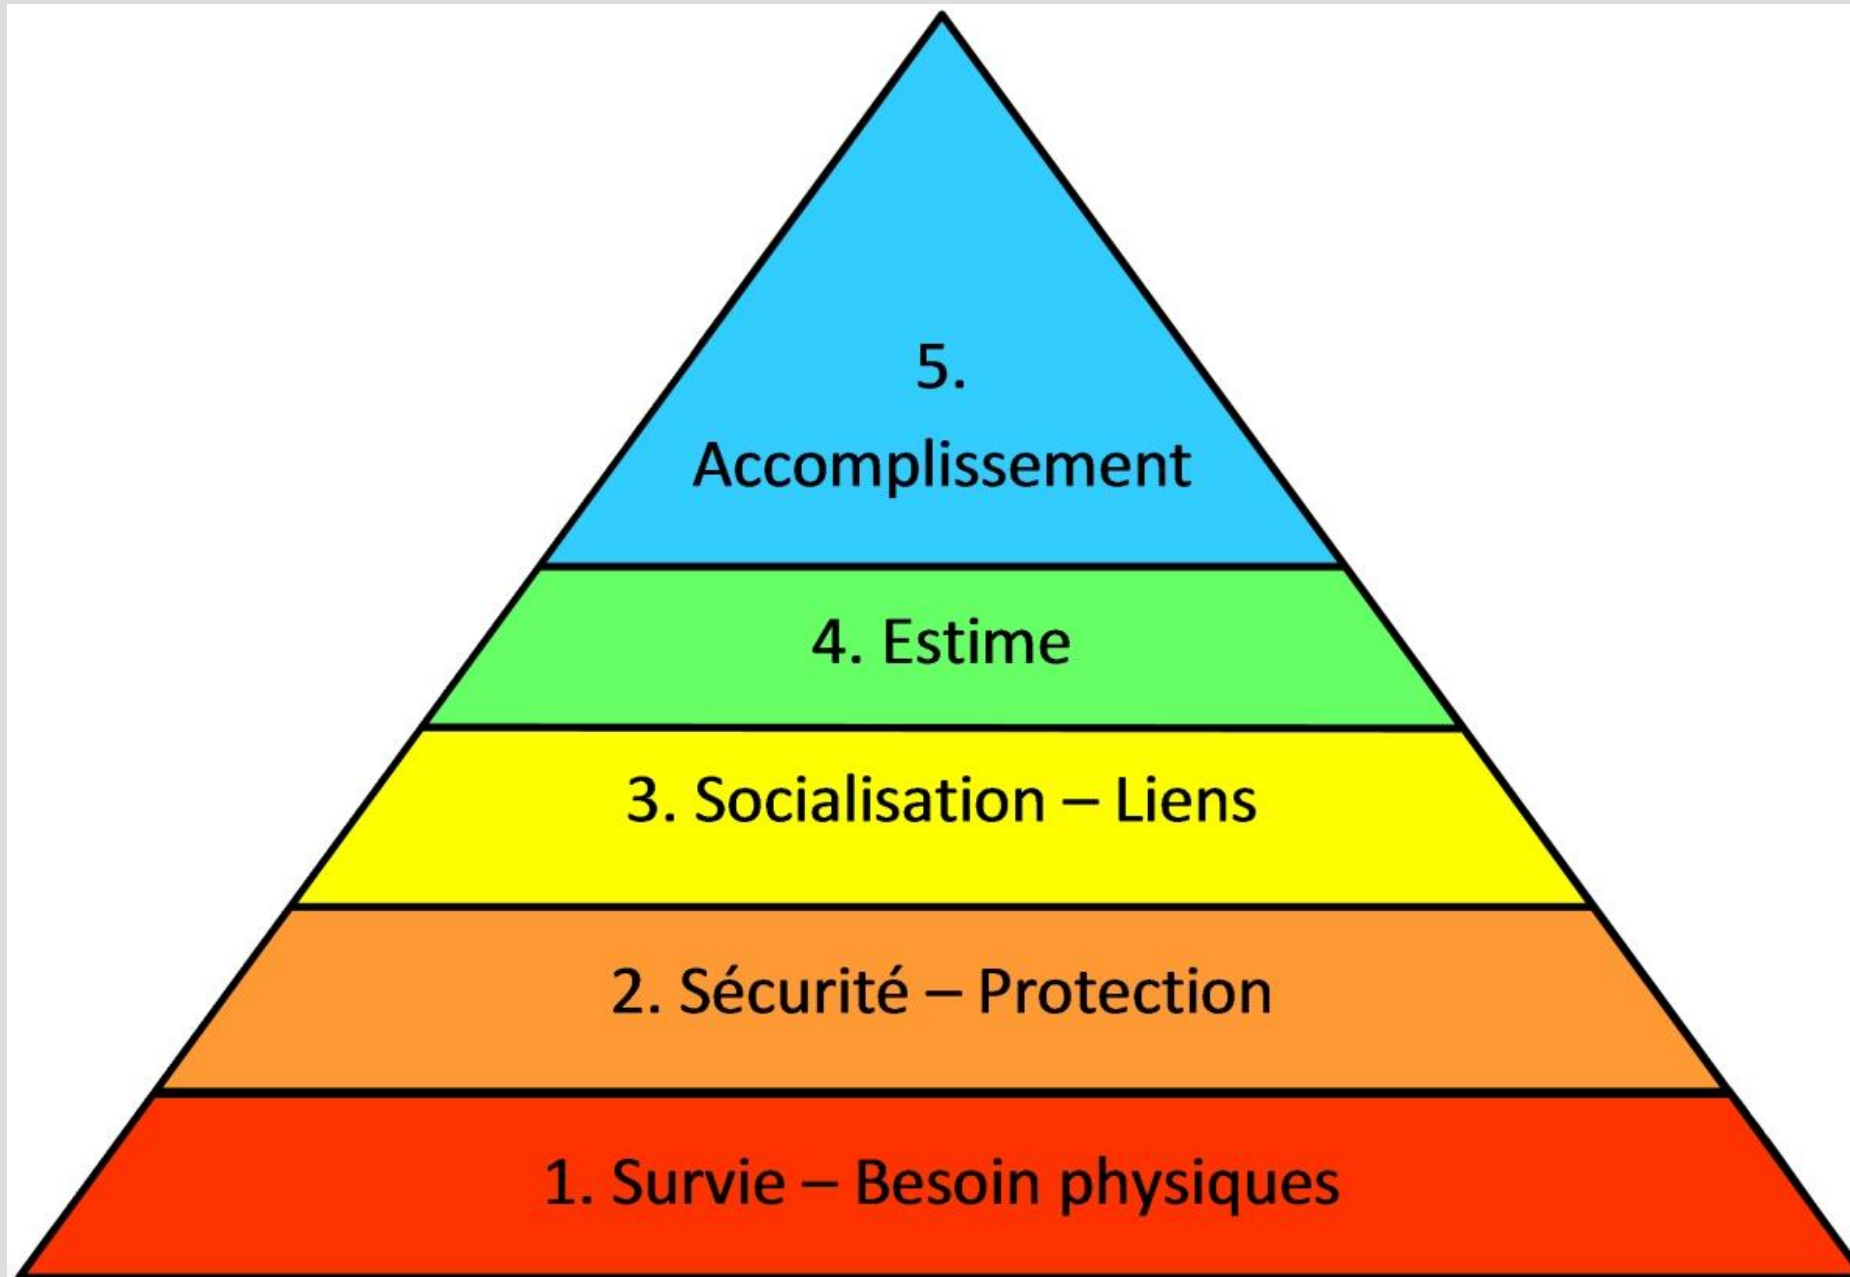 5.
Accomplissement
4. Estime
3. Socialisation – Liens
2. Sécurité – Protection
1. Survie – Besoin physiques